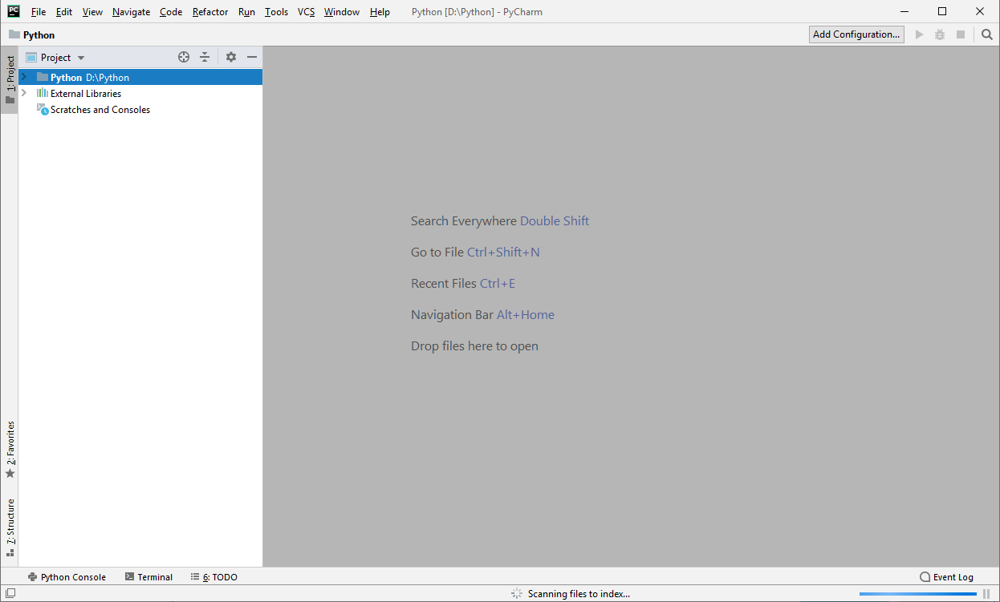 PC File Edit View Navigate Code Refactor Run Tools VCS Window Help Python [D:\Python] - PyCharm
Python Add Configuration...
1: Project
Project
Python D:\Python
External Libraries
Scratches and Consoles
Search Everywhere Double Shift
Go to File Ctrl+Shift+N
Recent Files Ctrl+E
Navigation Bar Alt+Home
Drop files here to open
2: Favorites
7: Structure
Python Console Terminal 6: TODO Event Log
Scanning files to index...